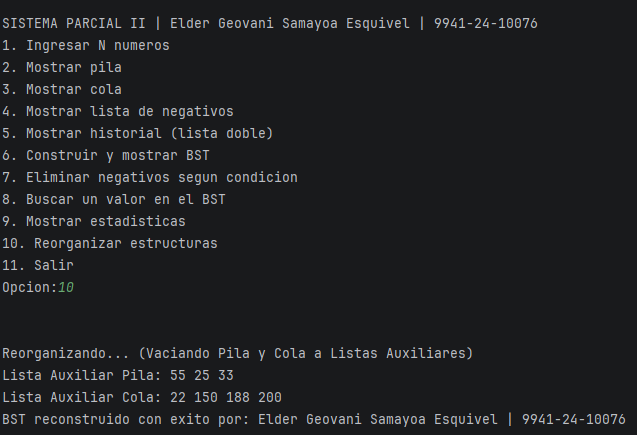 SISTEMA PARCIAL II | Elder Geovani Samayoa Esquivel | 9941-24-10076
1. Ingresar N numeros
2. Mostrar pila
3. Mostrar cola
4. Mostrar lista de negativos
5. Mostrar historial (lista doble)
6. Construir y mostrar BST
7. Eliminar negativos segun condicion
8. Buscar un valor en el BST
9. Mostrar estadisticas
10. Reorganizar estructuras
11. Salir
Opcion:10
Reorganizando... (Vaciando Pila y Cola a Listas Auxiliares)
Lista Auxiliar Pila: 55 25 33
Lista Auxiliar Cola: 22 150 188 200
BST reconstruido con exito por: Elder Geovani Samayoa Esquivel | 9941-24-10076